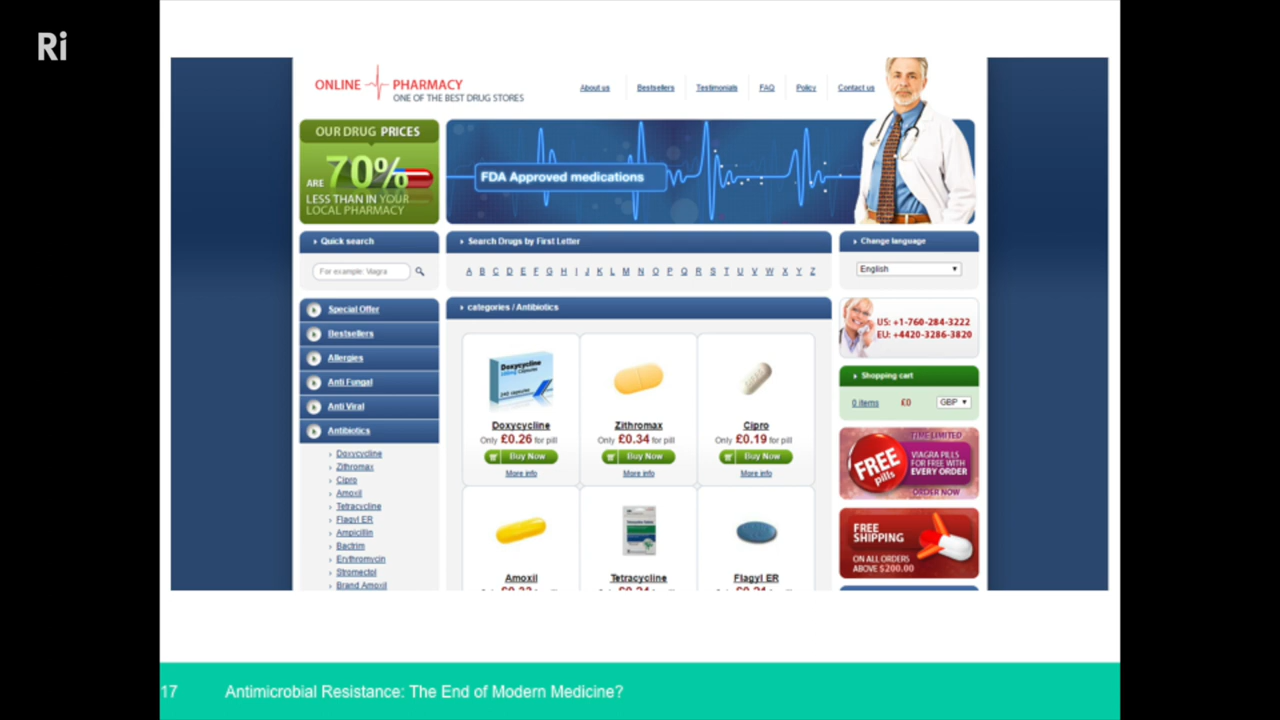 Ri
ONLINE PHARMACY
ONE OF THE BEST DRUG STORES
About us
Bestsellers
Testimonials
FAQ
Policy
Contact us
OUR DRUG PRICES
ARE 70%
LESS THAN IN YOUR
LOCAL PHARMACY
FDA Approved medications
Quick search
For example: Viagra
Search Drugs by First Letter
A B C D E F G H I J K L M N O P Q R S T U V W X Y Z
Change language
English
Special Offer
Bestsellers
Allergies
Anti Fungal
Anti Viral
Antibiotics
Doxycycline
Zithromax
Cipro
Amoxil
Tetracycline
Flagyl ER
Ampicillin
Bactrim
Erythromycin
Stromectol
Brand Amoxil
categories / Antibiotics
Doxycycline
100mg Capsules
240 capsules
Doxycycline
Only £0.26 for pill
Buy Now
More info
Zithromax
Only £0.34 for pill
Buy Now
More info
Cipro
Only £0.19 for pill
Buy Now
More info
Amoxil
Tetracycline
Flagyl ER
US: +1-760-284-3222
EU: +4420-3286-3820
Shopping cart
0 items £0 GBP
TIME LIMITED
FREE
pills
VIAGRA PILLS
FOR FREE WITH
EVERY ORDER
ORDER NOW
FREE
SHIPPING
ON ALL ORDERS
ABOVE $200.00
17 Antimicrobial Resistance: The End of Modern Medicine?